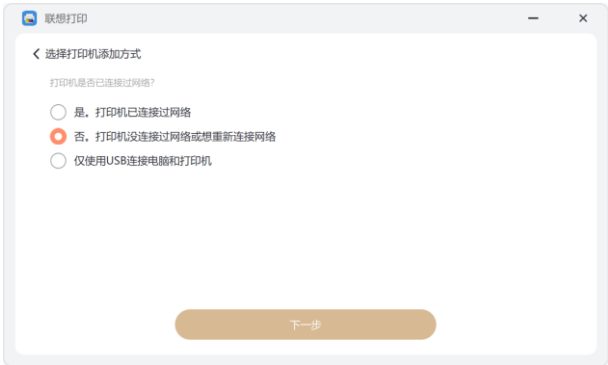 联想打印
选择打印机添加方式
打印机是否已连接过网络?
是，打印机已连接过网络
否，打印机没连接过网络或想重新连接网络
仅使用USB连接电脑和打印机
下一步